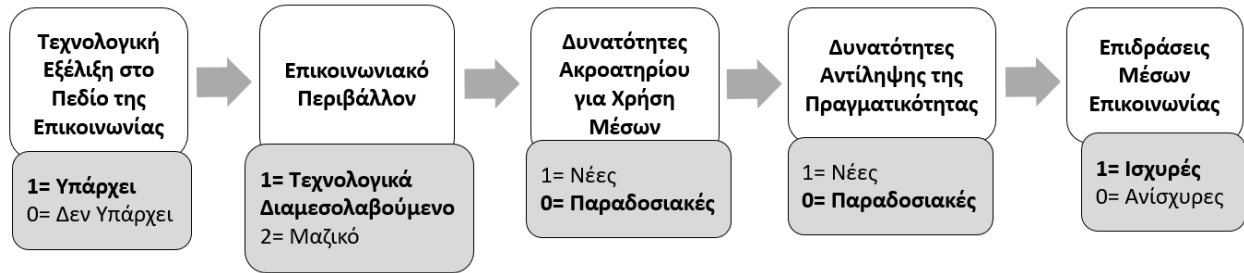 Τεχνολογική
Εξέλιξη στο
Πεδίο της
Επικοινωνίας
1= Υπάρχει
0= Δεν Υπάρχει
Επικοινωνιακό
Περιβάλλον
1= Τεχνολογικά
Διαμεσολαβούμενο
2= Μαζικό
Δυνατότητες
Ακροατηρίου
για Χρήση
Μέσων
1= Νέες
0= Παραδοσιακές
Δυνατότητες
Αντίληψης της
Πραγματικότητας
1= Νέες
0= Παραδοσιακές
Επιδράσεις
Μέσων
Επικοινωνίας
1= Ισχυρές
0= Ανίσχυρες